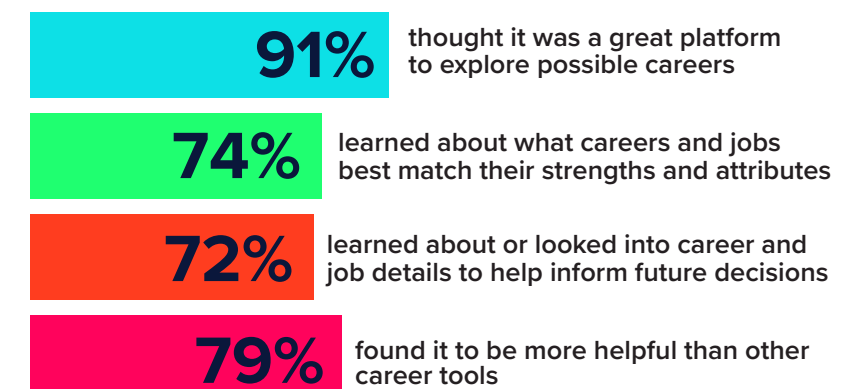 91%
thought it was a great platform
to explore possible careers
74%
learned about what careers and jobs
best match their strengths and attributes
72%
learned about or looked into career and
job details to help inform future decisions
79%
found it to be more helpful than other
career tools